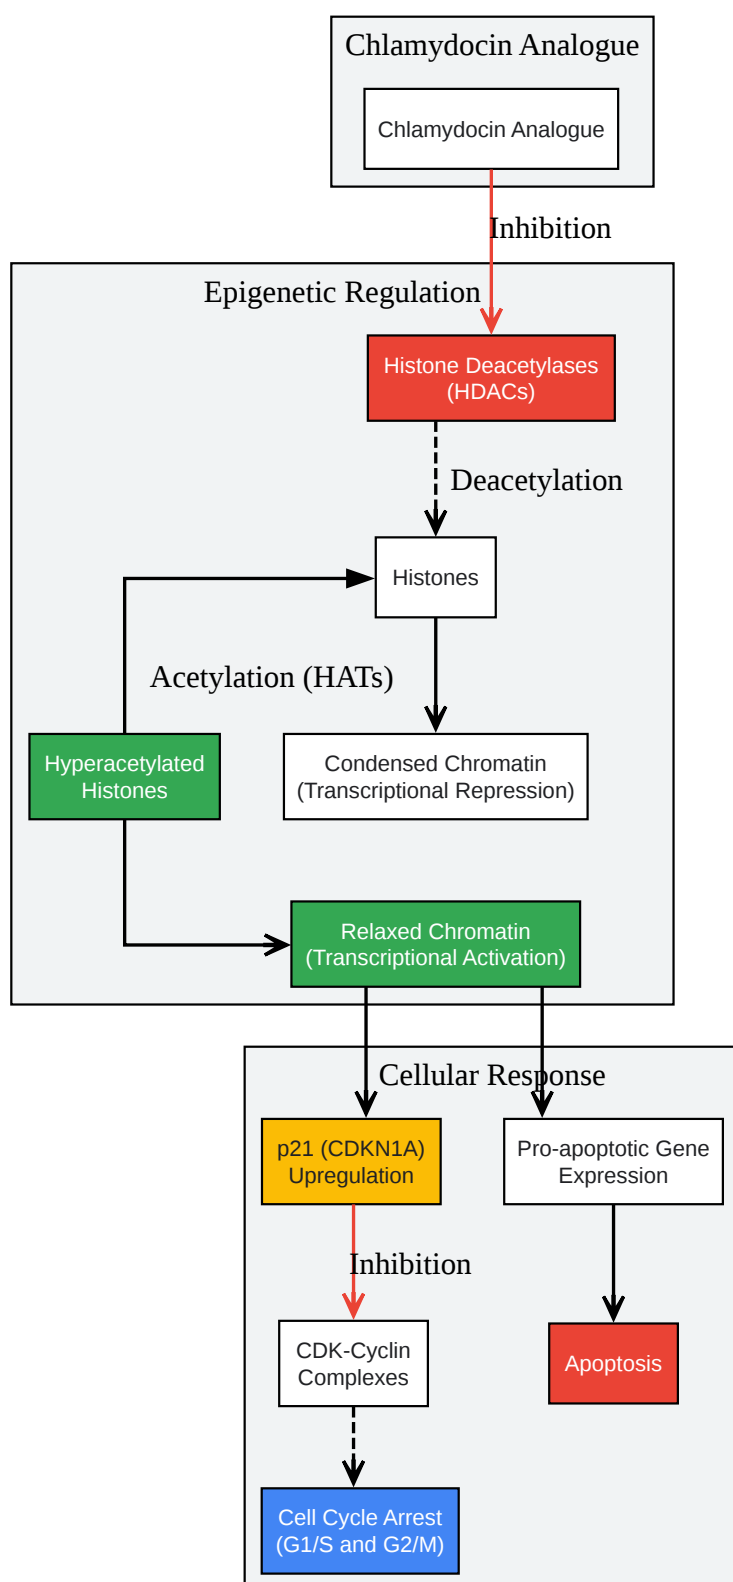 Chlamydocin Analogue
Chlamydocin Analogue
Inhibition
Epigenetic Regulation
Histone Deacetylases
(HDACs)
Deacetylation
Histones
Acetylation (HATs)
Hyperacetylated
Histones
Condensed Chromatin
(Transcriptional Repression)
Relaxed Chromatin
(Transcriptional Activation)
Cellular Response
p21 (CDKN1A)
Upregulation
Pro-apoptotic Gene
Expression
Inhibition
CDK-Cyclin
Complexes
Apoptosis
Cell Cycle Arrest
(G1/S and G2/M)